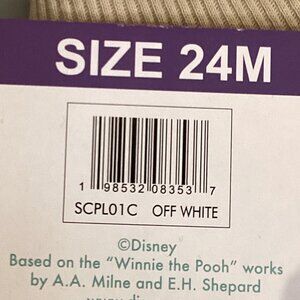 SIZE 24M
1 98532 08353 7
SCPL01C OFF WHITE
©Disney
Based on the "Winnie the Pooh" works
by A.A. Milne and E.H. Shepard